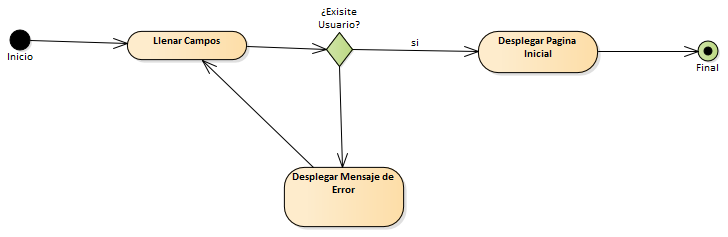 ¿Exisite
Usuario?
Llenar Campos
si
Desplegar Pagina
Inicial
Inicio
Final
Desplegar Mensaje de
Error